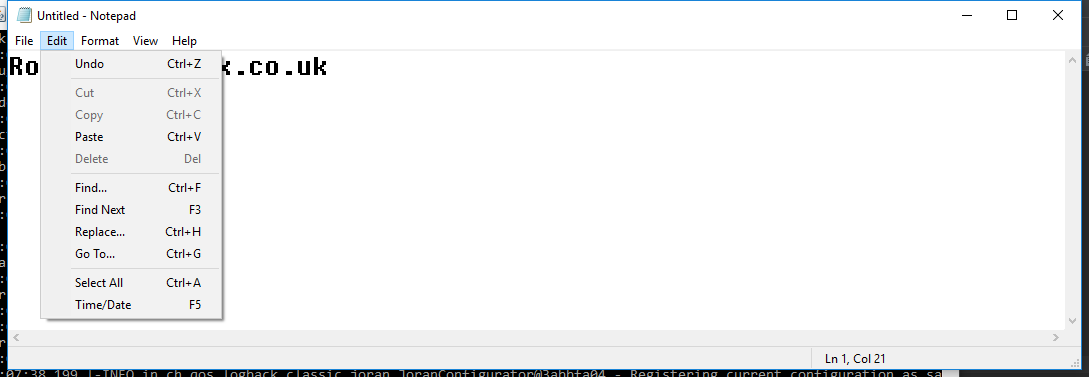 Untitled - Notepad
File Edit Format View Help
Undo Ctrl+Z
Cut Ctrl+X
Copy Ctrl+C
Paste Ctrl+V
Delete Del
Find... Ctrl+F
Find Next F3
Replace... Ctrl+H
Go To... Ctrl+G
Select All Ctrl+A
Time/Date F5
Ro x.co.uk
Ln 1, Col 21
:07:38,199 |-INFO in ch.qos.logback.classic.joran.JoranConfigurator@3abbfa04 - Registering current configuration as sa